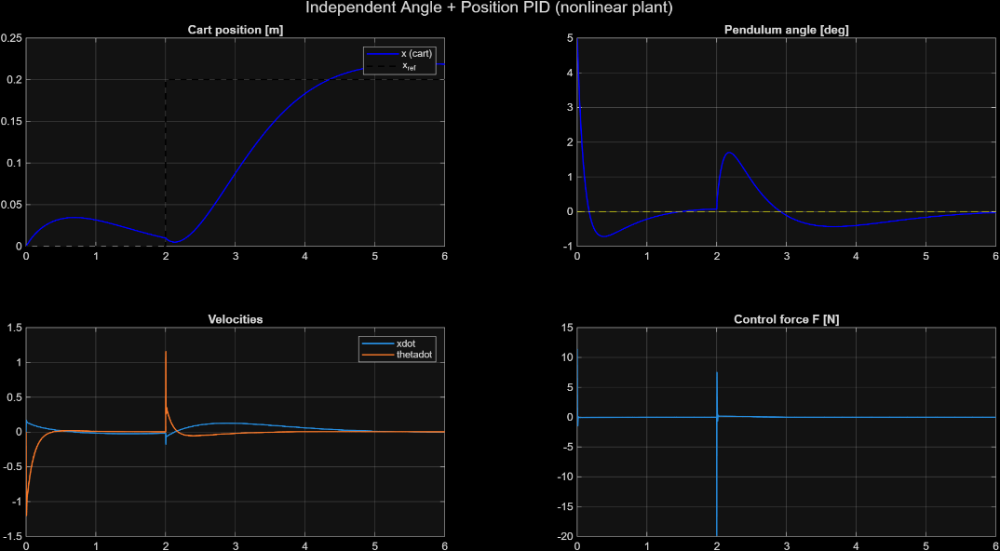 Independent Angle + Position PID (nonlinear plant)
Cart position [m]
0.25
0.2
0.15
0.1
0.05
0
0 1 2 3 4 5 6
x (cart)
xref
Pendulum angle [deg]
5
4
3
2
1
0
-1
0 1 2 3 4 5 6
Velocities
1.5
1
0.5
0
-0.5
-1
-1.5
0 1 2 3 4 5 6
xdot
thetadot
Control force F [N]
15
10
5
0
-5
-10
-15
-20
0 1 2 3 4 5 6